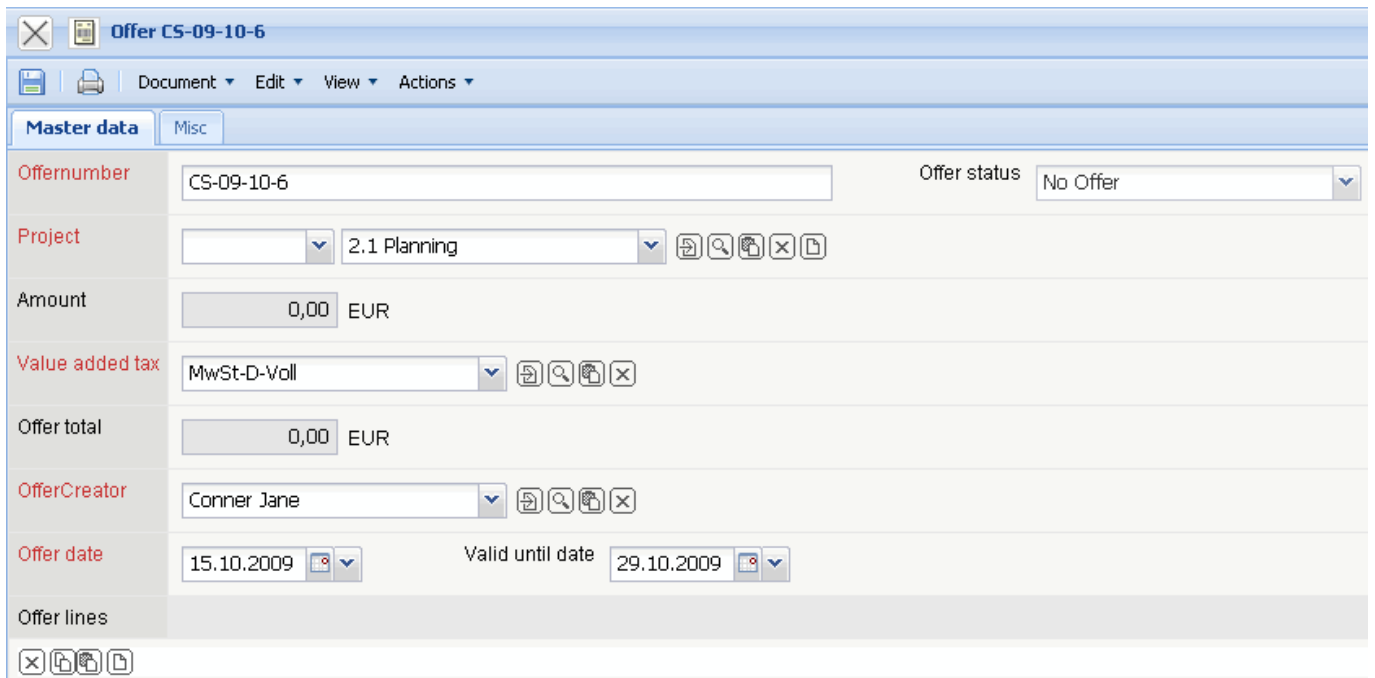 Offer CS-09-10-6
Document Edit View Actions
Master data Misc
Offernumber CS-09-10-6 Offer status No Offer
Project 2.1 Planning
Amount 0,00 EUR
Value added tax MwSt-D-Voll
Offer total 0,00 EUR
OfferCreator Conner Jane
Offer date 15.10.2009 Valid until date 29.10.2009
Offer lines